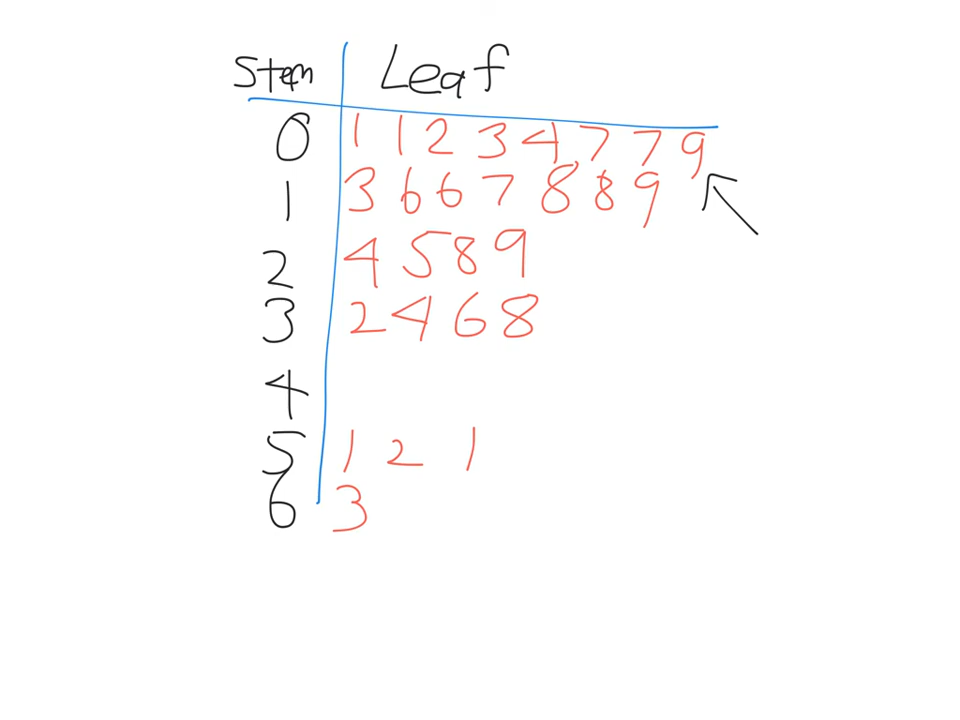 Stem Leaf
0 1 1 2 3 4 7 7 9
1 3 6 6 7 8 8 9
2 4 5 8 9
3 2 4 6 8
4
5 1 2 1
6 3